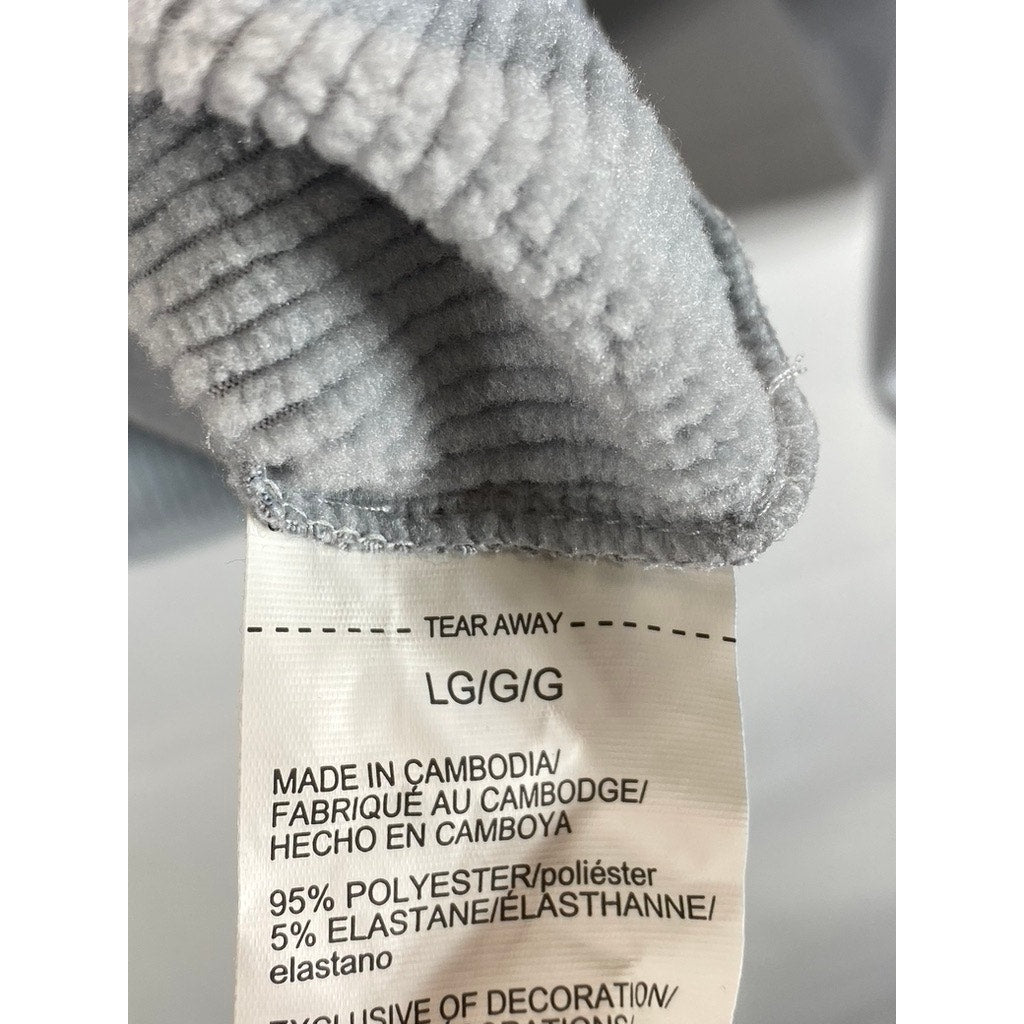 TEAR AWAY
LG/G/G
MADE IN CAMBODIA/
FABRIQUÉ AU CAMBODGE/
HECHO EN CAMBOYA
95% POLYESTER/poliéster
5% ELASTANE/ÉLASTHANNE/
elastano
EXCLUSIVE OF DECORATION/